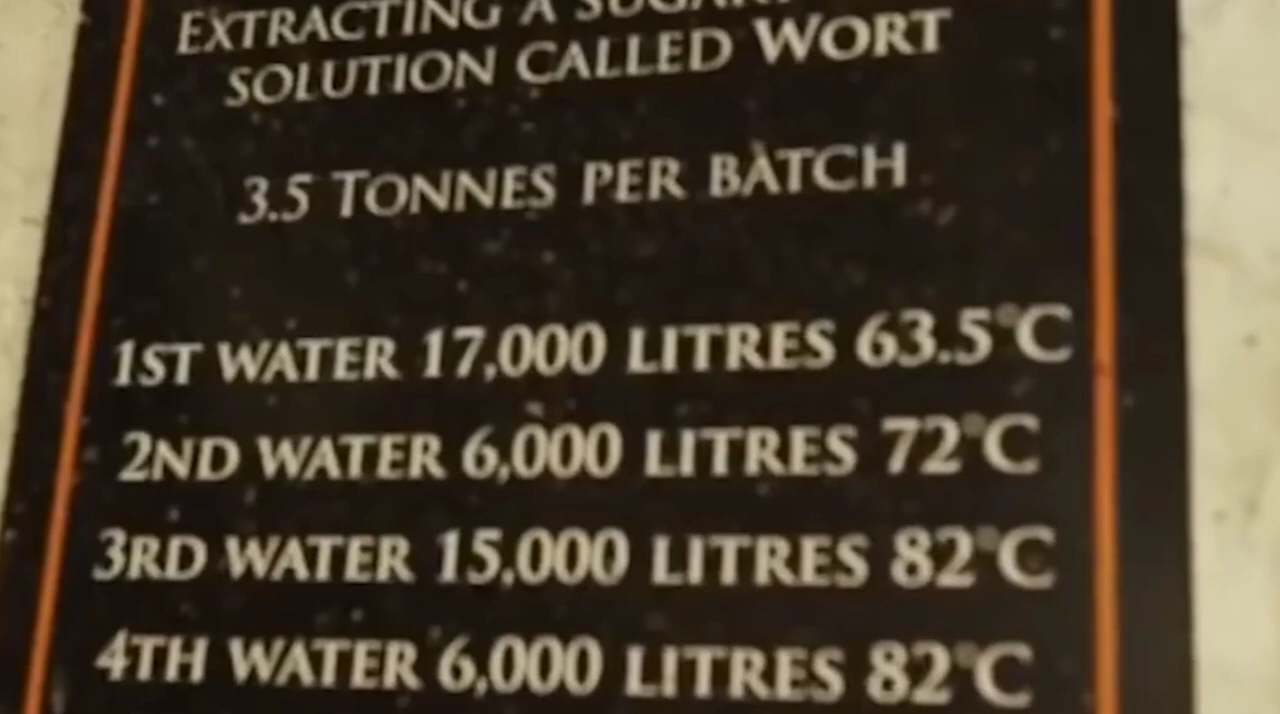 EXTRACTING A SUGARY
SOLUTION CALLED WORT
3.5 TONNES PER BATCH
1ST WATER 17,000 LITRES 63.5°C
2ND WATER 6,000 LITRES 72°C
3RD WATER 15,000 LITRES 82°C
4TH WATER 6,000 LITRES 82°C